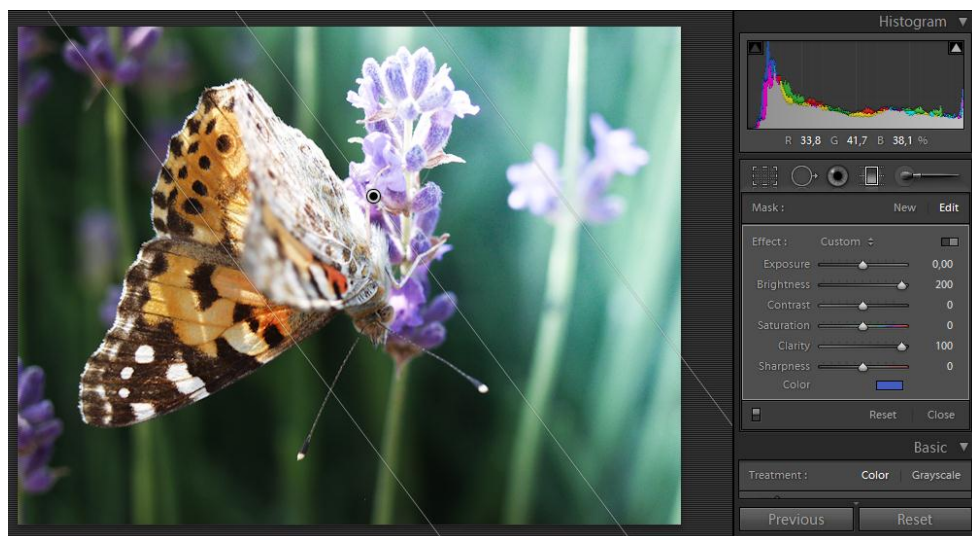 Histogram
R 33,8 G 41,7 B 38,1 %
Mask : New Edit
Effect : Custom
Exposure 0,00
Brightness 200
Contrast 0
Saturation 0
Clarity 100
Sharpness 0
Color
Reset Close
Basic
Treatment : Color Grayscale
Previous Reset